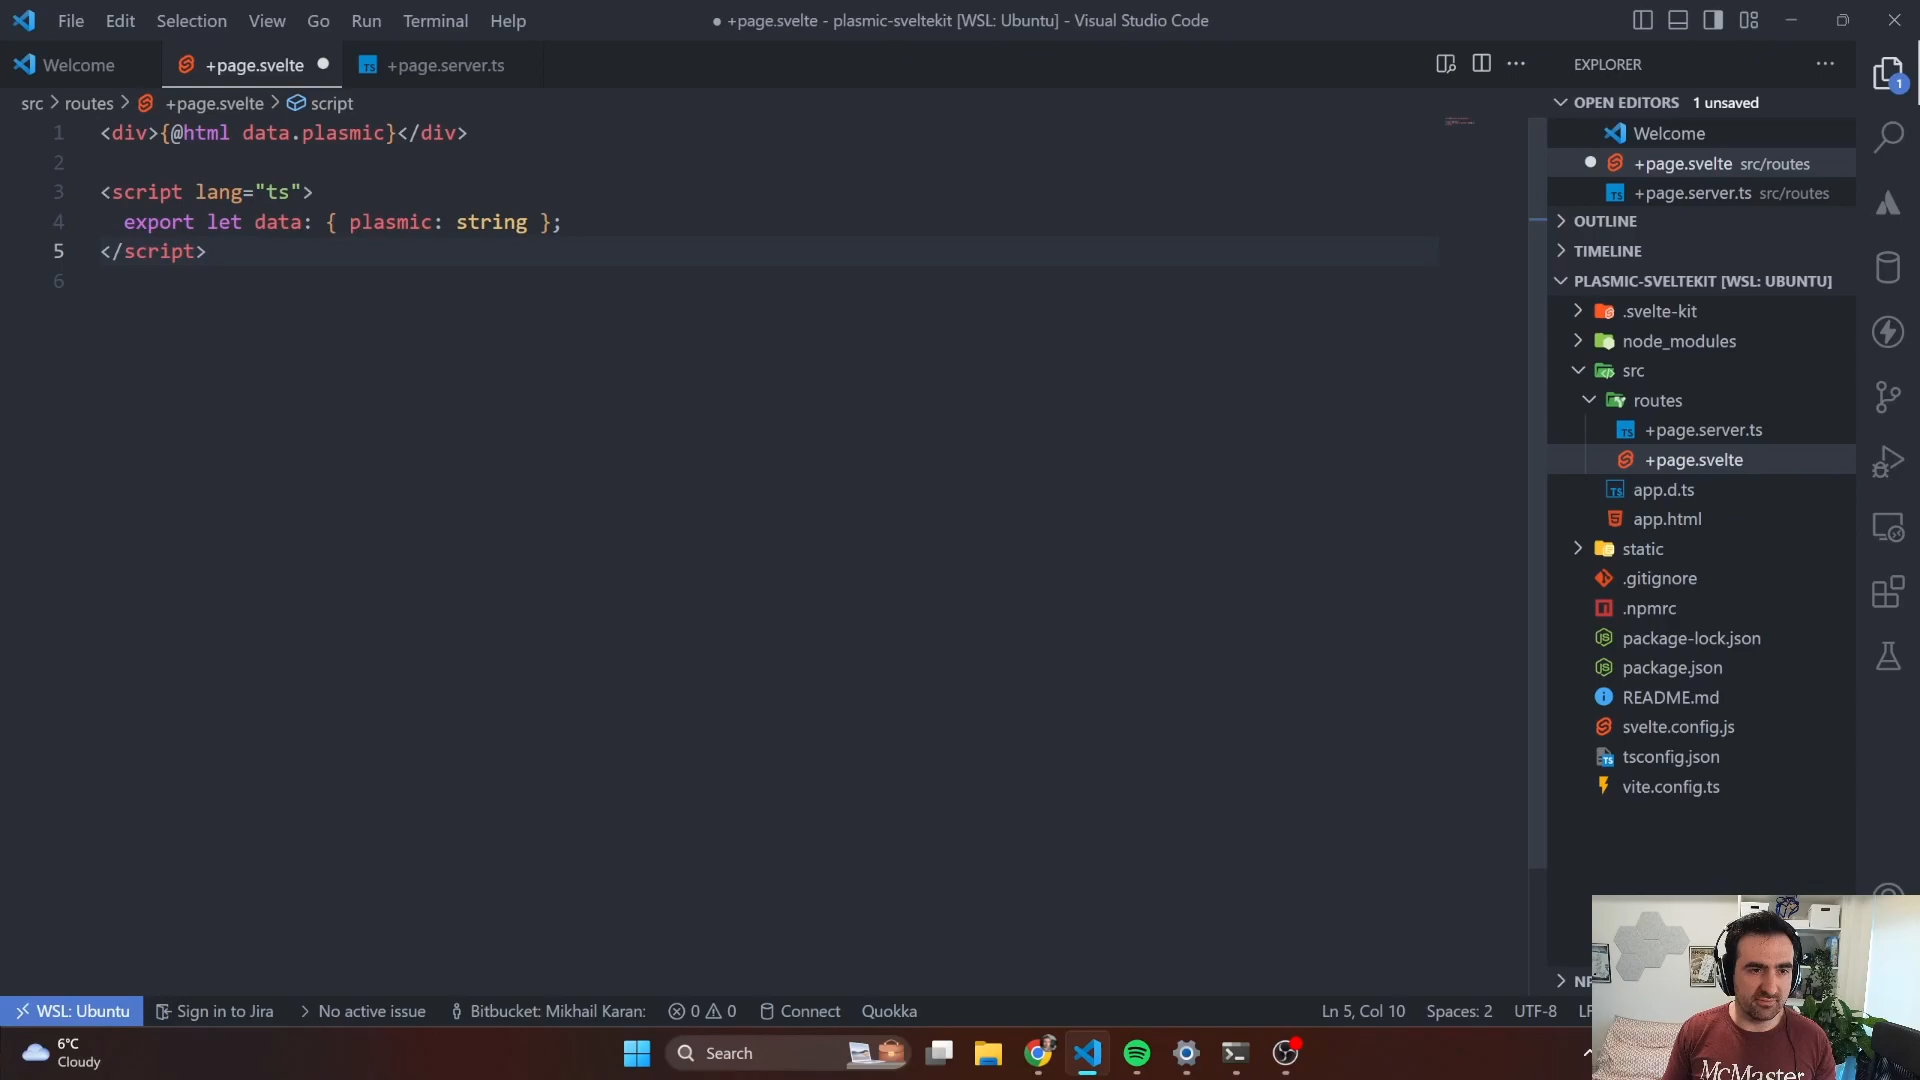 File Edit Selection View Go Run Terminal Help
● +page.svelte - plasmic-sveltekit [WSL: Ubuntu] - Visual Studio Code
Welcome
+page.svelte
+page.server.ts
src > routes > +page.svelte > script
1 <div>{@html data.plasmic}</div>
2
3 <script lang="ts">
4 export let data: { plasmic: string };
5 </script>
6
EXPLORER
1
OPEN EDITORS 1 unsaved
Welcome
+page.svelte src/routes
+page.server.ts src/routes
OUTLINE
TIMELINE
PLASMIC-SVELTEKIT [WSL: UBUNTU]
.svelte-kit
node_modules
src
routes
+page.server.ts
+page.svelte
app.d.ts
app.html
static
.gitignore
.npmrc
package-lock.json
package.json
README.md
svelte.config.js
tsconfig.json
vite.config.ts
WSL: Ubuntu Sign in to Jira > No active issue Bitbucket: Mikhail Karan: 0 0 Connect Quokka
Ln 5, Col 10 Spaces: 2 UTF-8
6°C
Cloudy
Search
McMaster